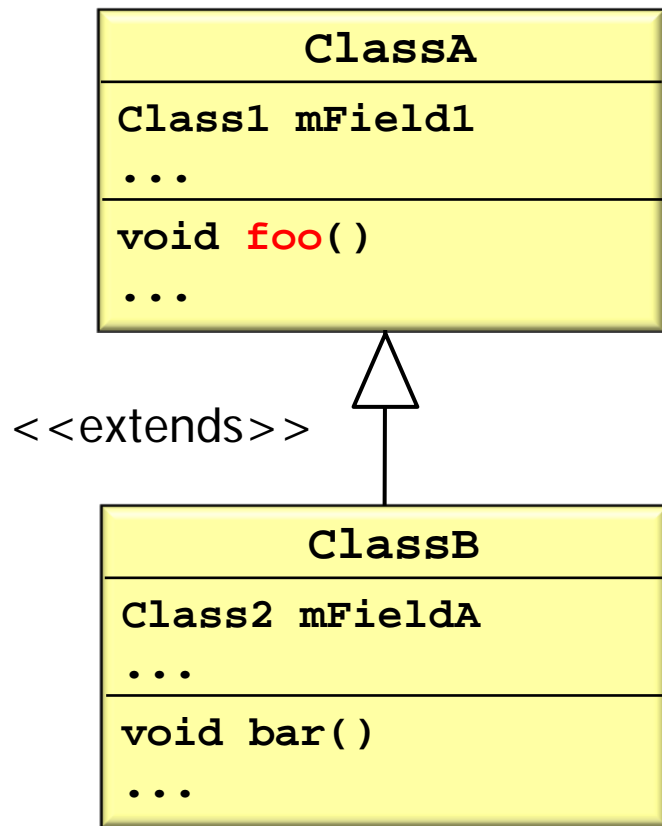 ClassA
Class1 mField1
...
void foo()
...
<<extends>>
ClassB
Class2 mFieldA
...
void bar()
...